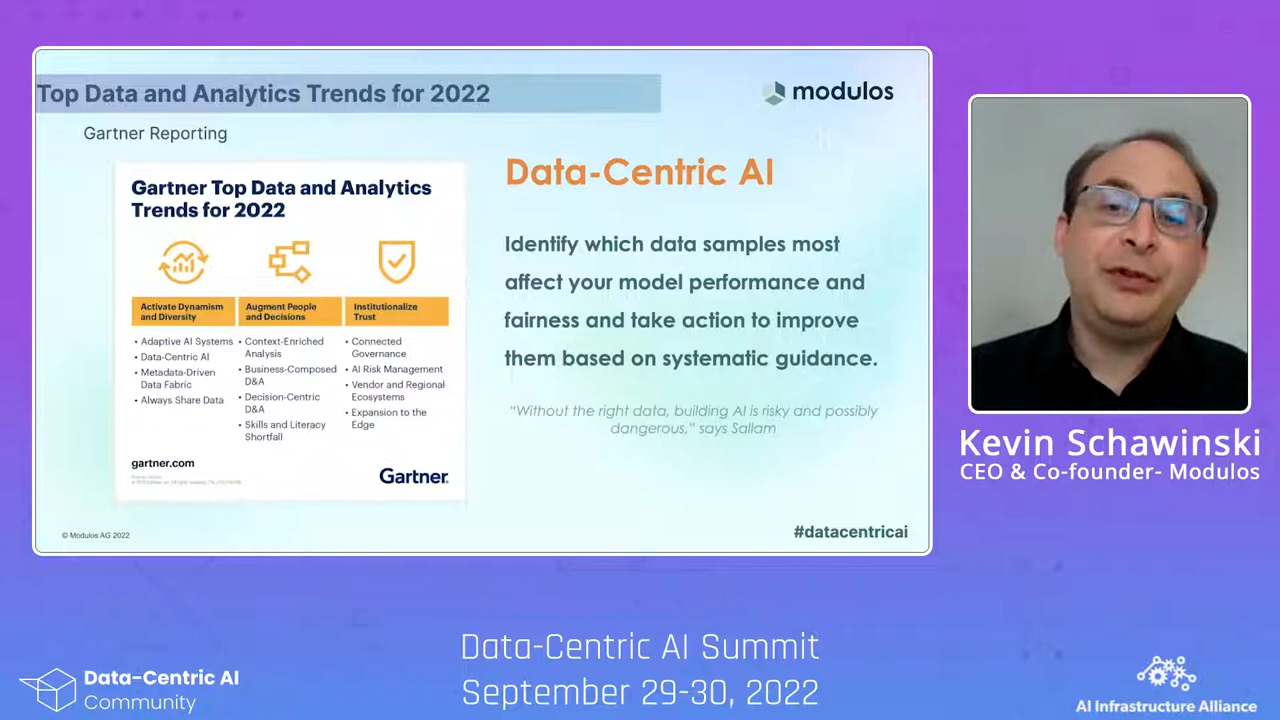 Top Data and Analytics Trends for 2022
modulos
Gartner Reporting
Gartner Top Data and Analytics
Trends for 2022
Activate Dynamism
and Diversity
• Adaptive AI Systems
• Data-Centric AI
• Metadata-Driven
Data Fabric
• Always Share Data
Augment People
and Decisions
• Context-Enriched
Analysis
• Business-Composed
D&A
• Decision-Centric
D&A
• Skills and Literacy
Shortfall
Institutionalize
Trust
• Connected
Governance
• AI Risk Management
• Vendor and Regional
Ecosystems
• Expansion to the
Edge
gartner.com
Gartner
Data-Centric AI
Identify which data samples most
affect your model performance and
fairness and take action to improve
them based on systematic guidance.
“Without the right data, building AI is risky and possibly
dangerous,” says Sallam
© Modulos AG 2022
#datacentricai
Kevin Schawinski
CEO & Co-founder- Modulos
Data-Centric AI Summit
September 29-30, 2022
Data-Centric AI
Community
AI Infrastructure Alliance